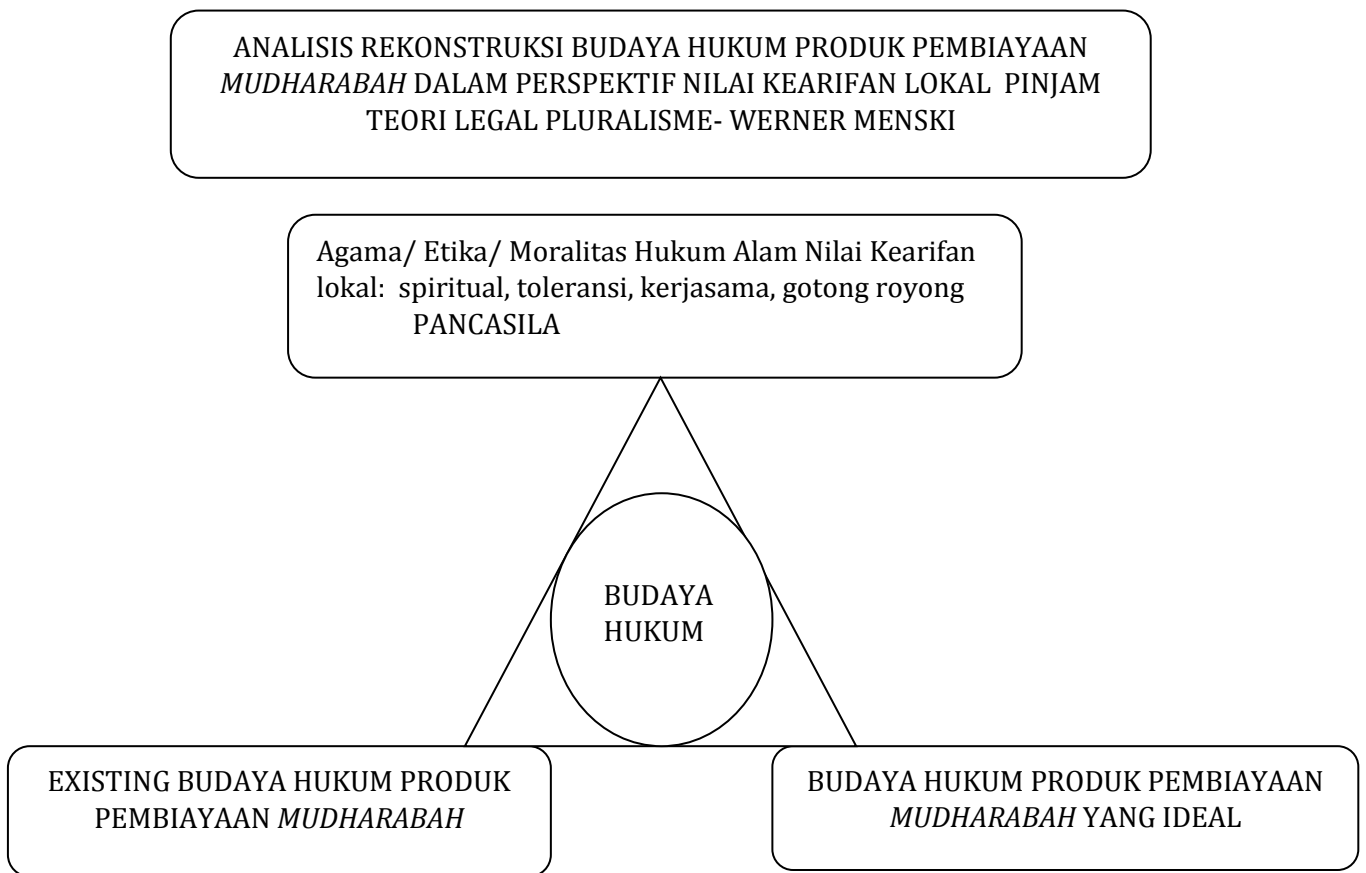 ANALISIS REKONSTRUKSI BUDAYA HUKUM PRODUK PEMBIAYAAN
MUDHARABAH DALAM PERSPEKTIF NILAI KEARIFAN LOKAL PINJAM
TEORI LEGAL PLURALISME- WERNER MENSKI
Agama/ Etika/ Moralitas Hukum Alam Nilai Kearifan
lokal: spiritual, toleransi, kerjasama, gotong royong
PANCASILA
BUDAYA
HUKUM
EXISTING BUDAYA HUKUM PRODUK
PEMBIAYAAN MUDHARABAH
BUDAYA HUKUM PRODUK PEMBIAYAAN
MUDHARABAH YANG IDEAL